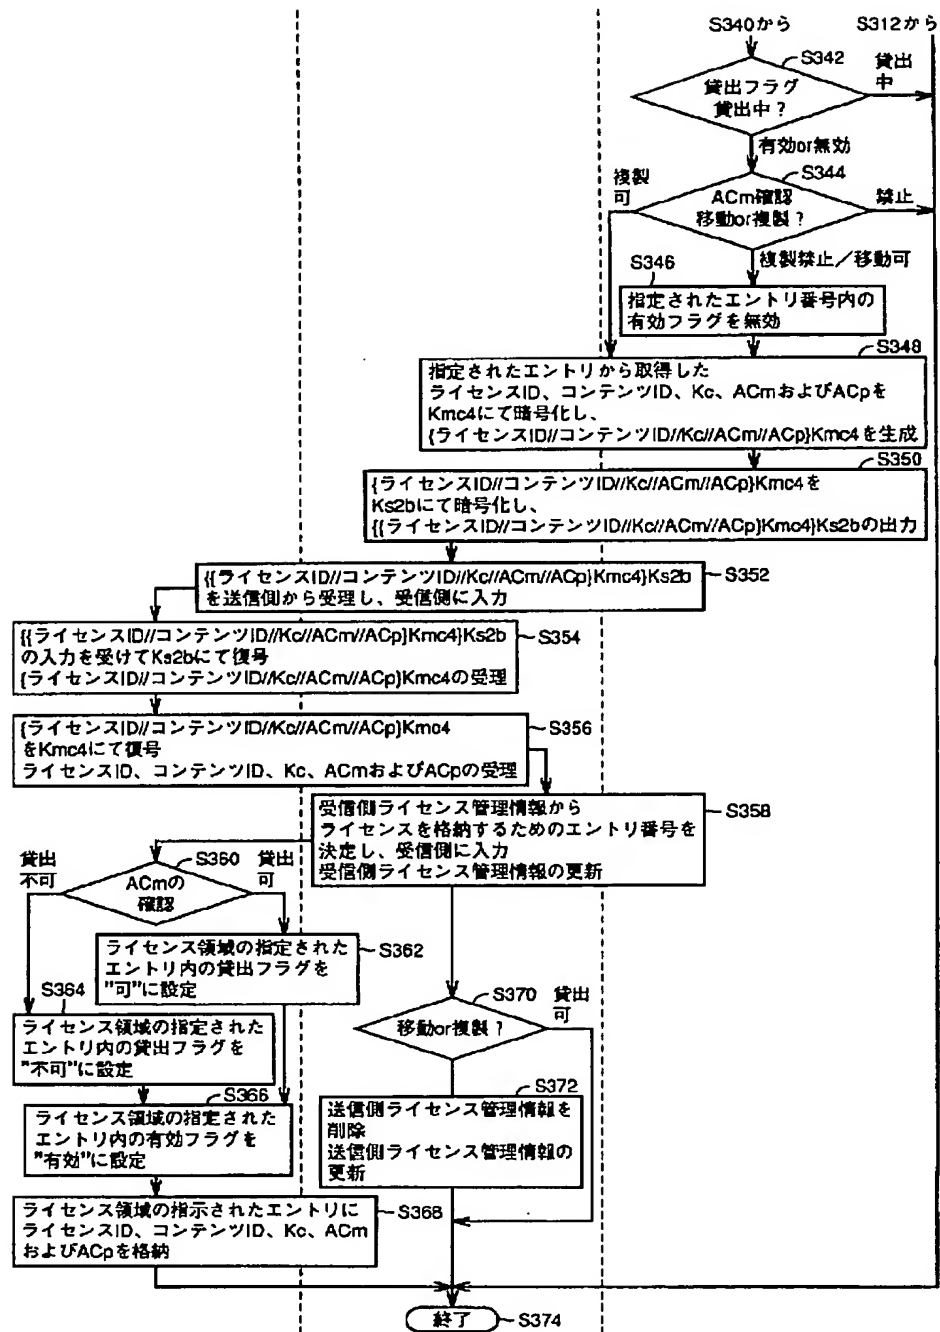 S340から
S312から
S342
貸出フラグ
貸出中？
貸出
中
有効or無効
S344
ACm確認
移動or複製？
複製
可
禁止
複製禁止／移動可
S346
指定されたエントリ番号内の
有効フラグを無効
S348
指定されたエントリから取得した
ライセンスID、コンテンツID、Kc、ACmおよびACpを
Kmc4にて暗号化し、
{ライセンスID//コンテンツID//Kc//ACm//ACp}Kmc4を生成
S350
{ライセンスID//コンテンツID//Kc//ACm//ACp}Kmc4を
Ks2bにて暗号化し、
{{ライセンスID//コンテンツID//Kc//ACm//ACp}Kmc4}Ks2bの出力
{{ライセンスID//コンテンツID//Kc//ACm//ACp}Kmc4}Ks2b
を送信側から受理し、受信側に入力
S352
{{ライセンスID//コンテンツID//Kc//ACm//ACp}Kmc4}Ks2b
の入力を受けてKs2bにて復号
{ライセンスID//コンテンツID//Kc//ACm//ACp}Kmc4の受理
S354
{ライセンスID//コンテンツID//Kc//ACm//ACp}Kmc4
をKmc4にて復号
ライセンスID、コンテンツID、Kc、ACmおよびACpの受理
S356
受信側ライセンス管理情報から
ライセンスを格納するためのエントリ番号を
決定し、受信側に入力
受信側ライセンス管理情報の更新
S358
S360
ACmの
確認
貸出
不可
貸出
可
ライセンス領域の指定された
エントリ内の貸出フラグを
"可"に設定
S362
S364
ライセンス領域の指定された
エントリ内の貸出フラグを
"不可"に設定
S366
ライセンス領域の指定された
エントリ内の有効フラグを
"有効"に設定
ライセンス領域の指示されたエントリに
ライセンスID、コンテンツID、Kc、ACm
およびACpを格納
S368
S370
移動or複製？
貸出
可
S372
送信側ライセンス管理情報を
削除
送信側ライセンス管理情報の
更新
終了
S374